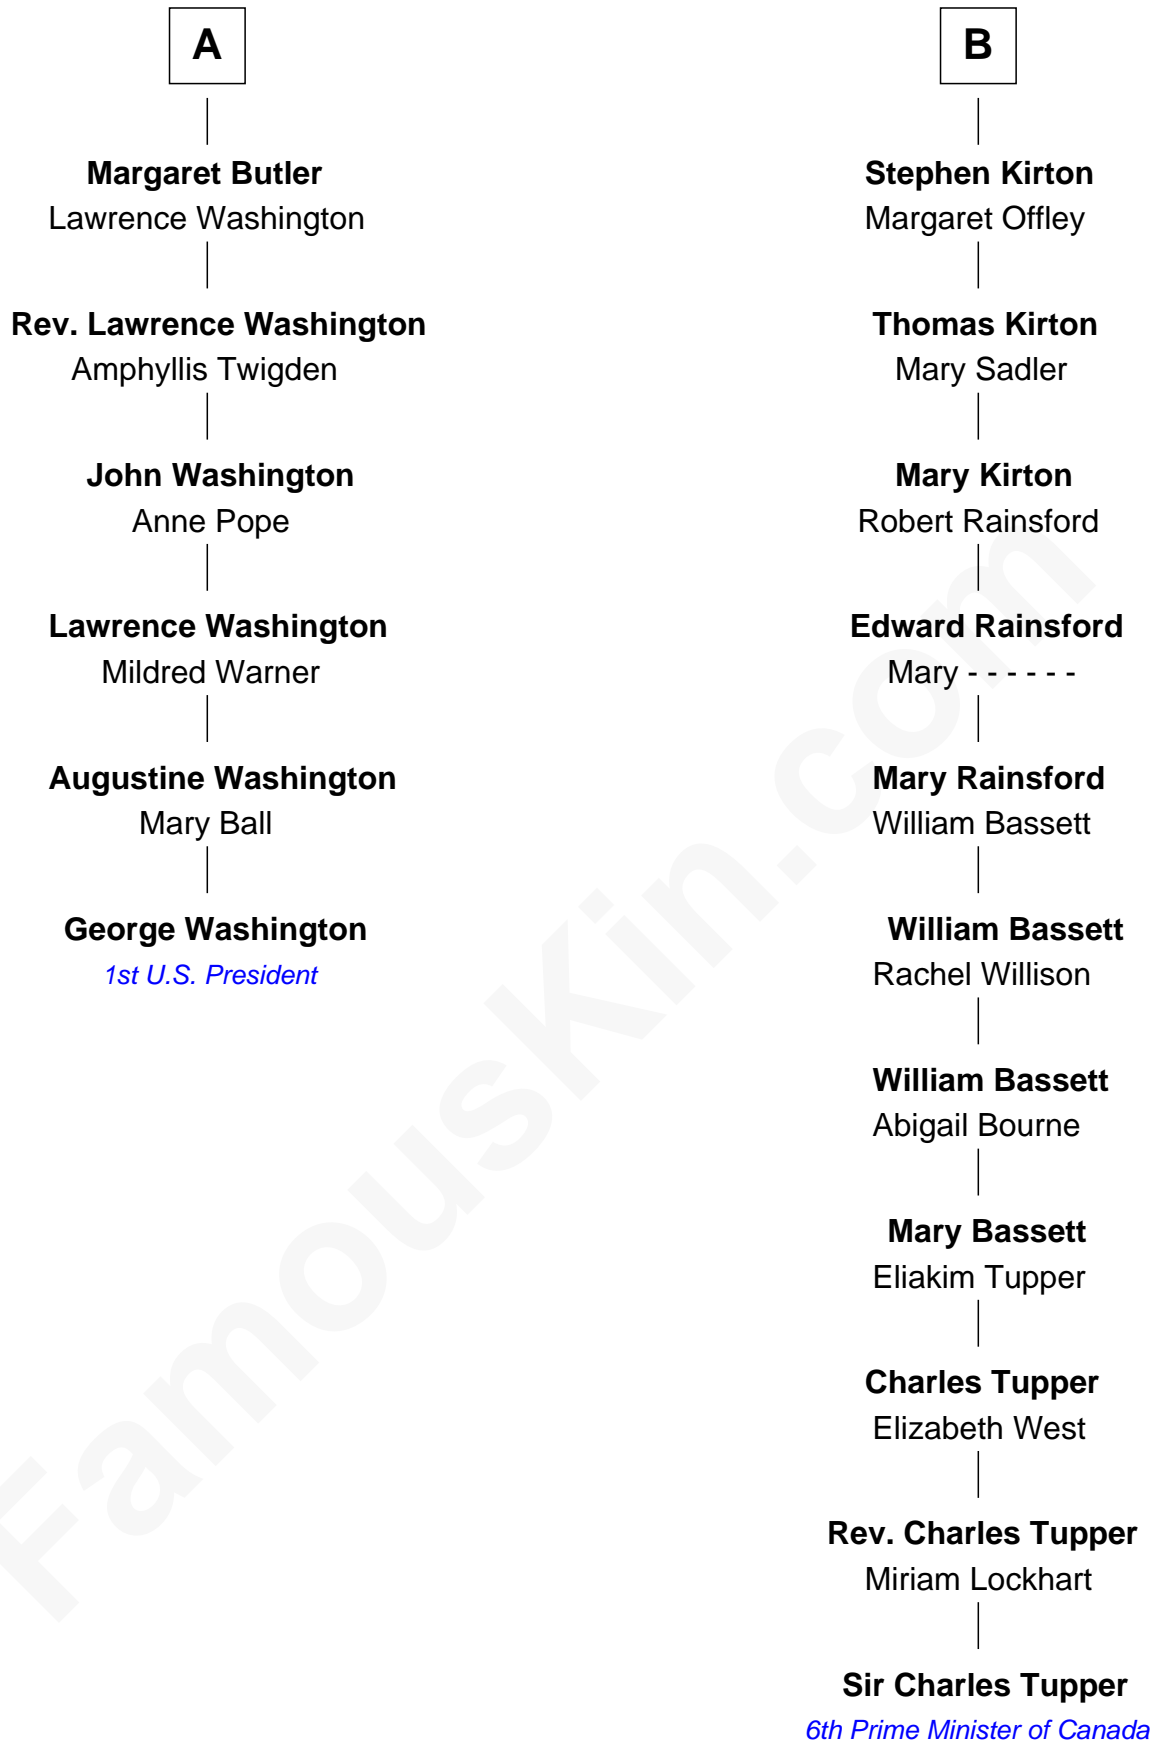 A
Margaret Butler
Lawrence Washington
Rev. Lawrence Washington
Amphyllis Twigden
John Washington
Anne Pope
Lawrence Washington
Mildred Warner
Augustine Washington
Mary Ball
George Washington
1st U.S. President
B
Stephen Kirton
Margaret Offley
Thomas Kirton
Mary Sadler
Mary Kirton
Robert Rainsford
Edward Rainsford
Mary - - - - - -
Mary Rainsford
William Bassett
William Bassett
Rachel Willison
William Bassett
Abigail Bourne
Mary Bassett
Eliakim Tupper
Charles Tupper
Elizabeth West
Rev. Charles Tupper
Miriam Lockhart
Sir Charles Tupper
6th Prime Minister of Canada
FamousKin.com